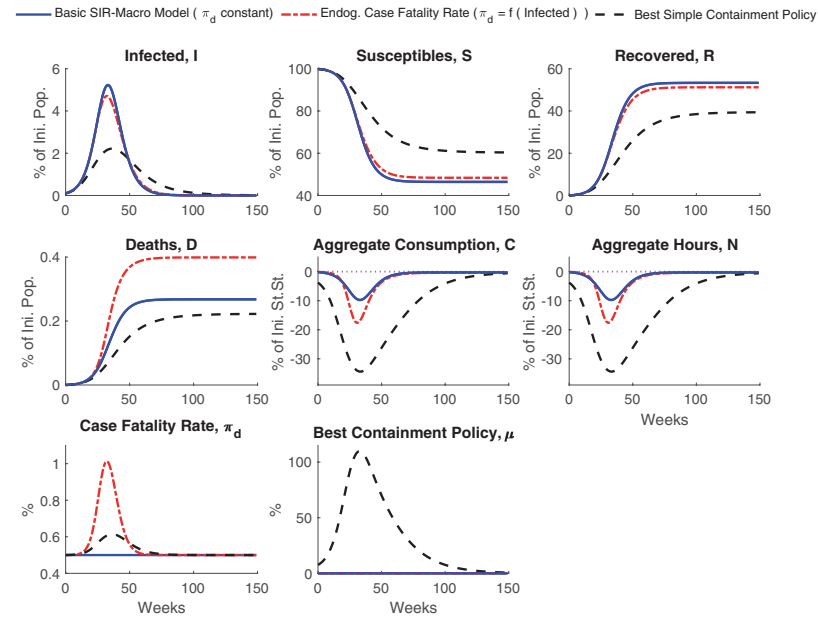 Basic SIR-Macro Model ( π_d constant) Endog. Case Fatality Rate (π_d = f ( Infected ) ) Best Simple Containment Policy
Infected, I Susceptibles, S Recovered, R
% of Ini. Pop. 6 4 2 0 0 50 100 150
% of Ini. Pop. 100 80 60 40 0 50 100 150
% of Ini. Pop. 60 40 20 0 0 50 100 150
Deaths, D Aggregate Consumption, C Aggregate Hours, N
% of Ini. Pop. 0.4 0.2 0 0 50 100 150
% of Ini. St.St. 0 -10 -20 -30 0 50 100 150
% of Ini. St.St. 0 -10 -20 -30 0 50 100 150
Weeks
Case Fatality Rate, π_d Best Containment Policy, μ
% 1 0.8 0.6 0.4 0 50 100 150
% 100 50 0 0 50 100 150
Weeks Weeks